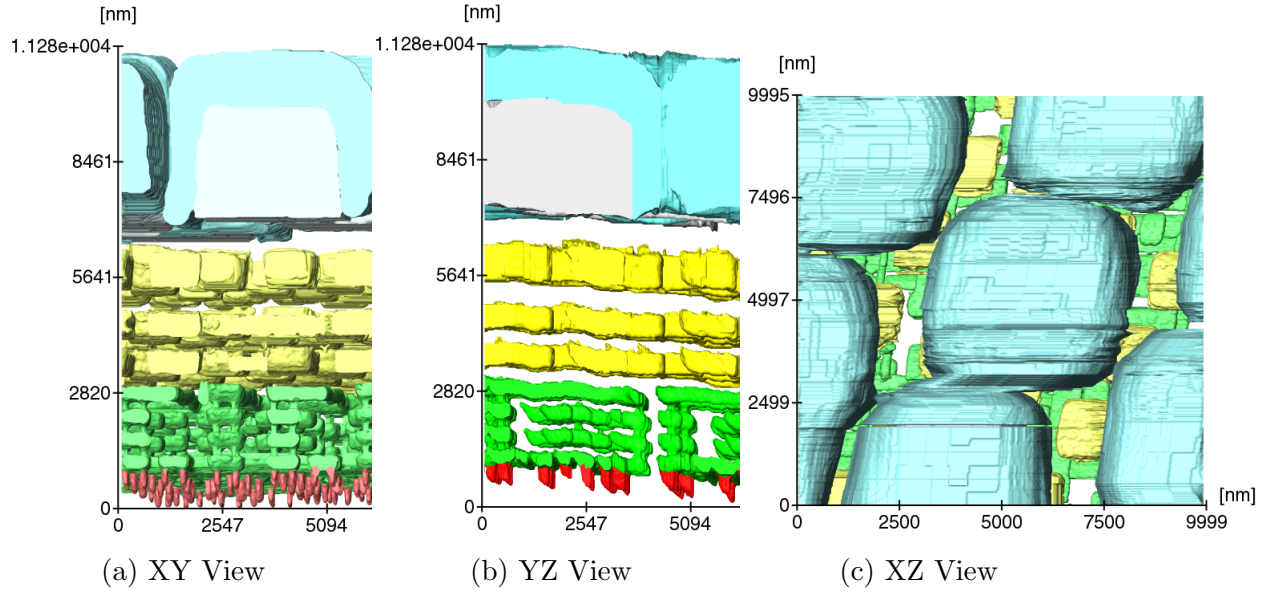 [nm]
1.128e+004
8461
5641
2820
0
0 2547 5094
(a) XY View
[nm]
1.128e+004
8461
5641
2820
0
0 2547 5094
(b) YZ View
[nm]
9995
7496
4997
2499
0
0 2500 5000 7500 9999
[nm]
(c) XZ View